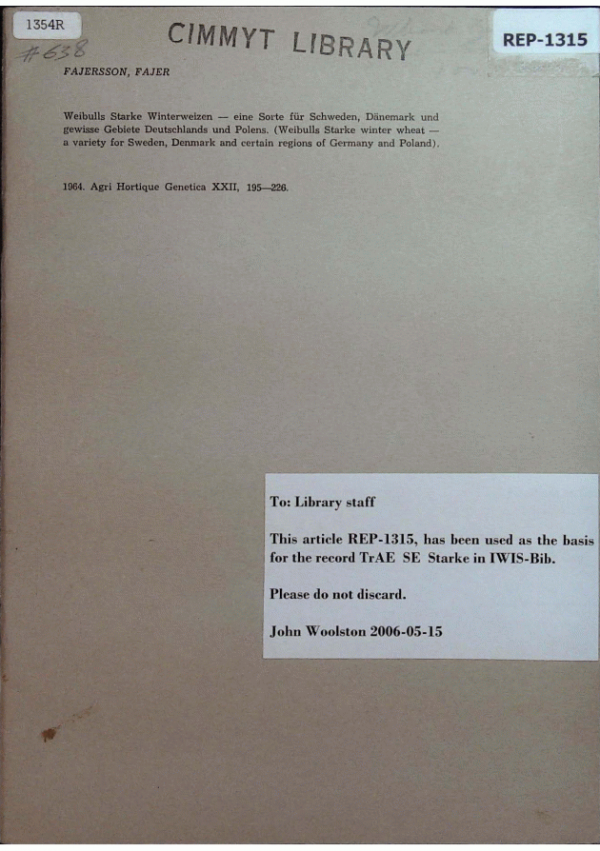 1354R
CIMMYT LIBRARY
REP-1315
#638
FAJERSSON, FAJER
Weibulls Starke Winterweizen — eine Sorte für Schweden, Dänemark und
gewisse Gebiete Deutschlands und Polens. (Weibulls Starke winter wheat —
a variety for Sweden, Denmark and certain regions of Germany and Poland).
1964. Agri Hortique Genetica XXII, 195—226.
To: Library staff
This article REP-1315, has been used as the basis
for the record TrAE SE Starke in IWIS-Bib.
Please do not discard.
John Woolston 2006-05-15